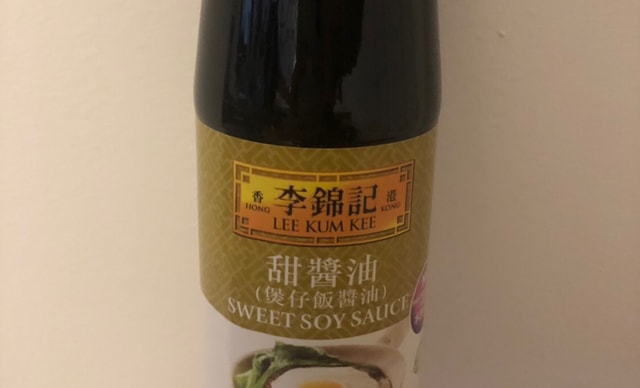 香 李錦記 港
HONG KONG
LEE KUM KEE
甜醬油
(煲仔飯醬油)
SWEET SOY SAUCE